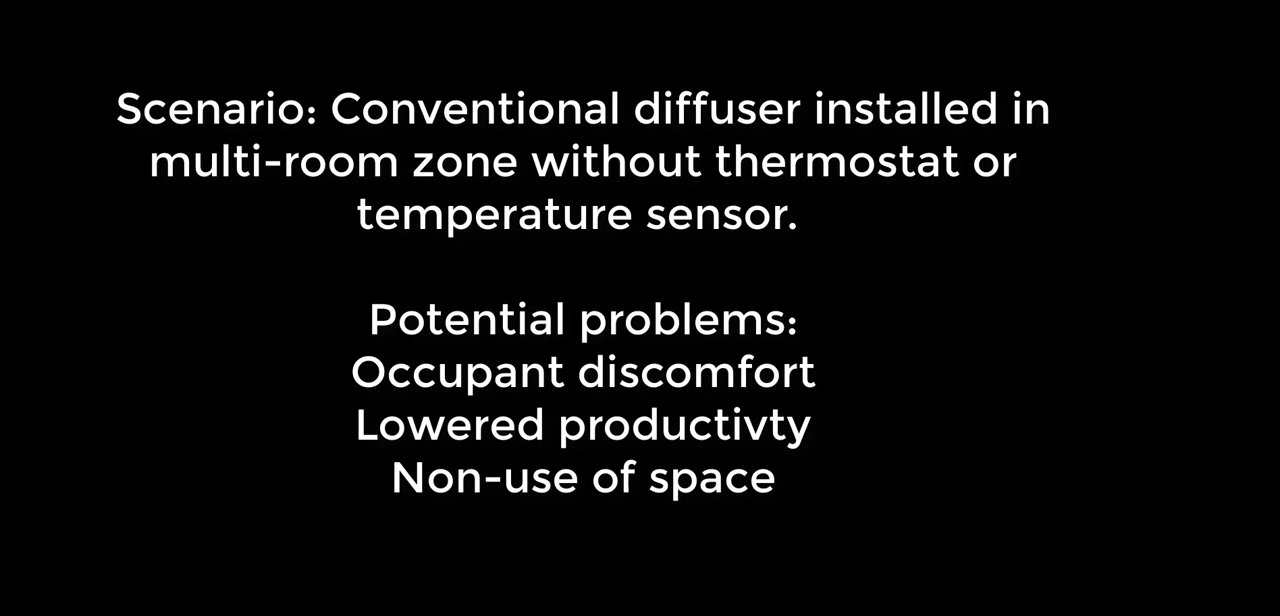 Scenario: Conventional diffuser installed in
multi-room zone without thermostat or
temperature sensor.
Potential problems:
Occupant discomfort
Lowered productivty
Non-use of space